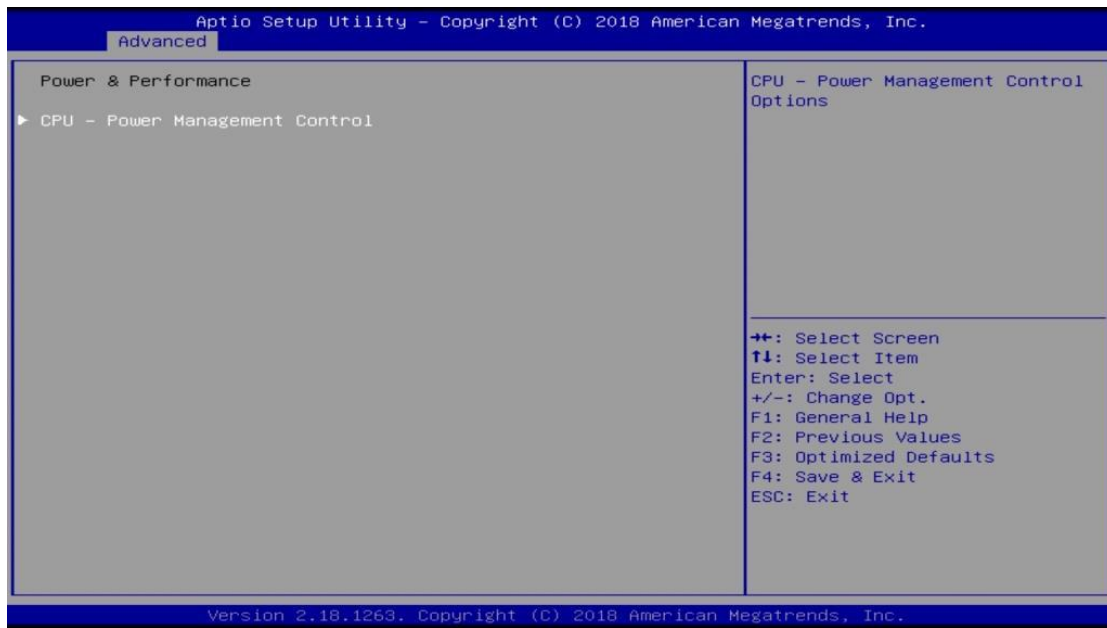 Aptio Setup Utility – Copyright (C) 2018 American Megatrends, Inc.
Advanced
Power & Performance
▶ CPU – Power Management Control
CPU – Power Management Control
Options
→←: Select Screen
↑↓: Select Item
Enter: Select
+/-: Change Opt.
F1: General Help
F2: Previous Values
F3: Optimized Defaults
F4: Save & Exit
ESC: Exit
Version 2.18.1263. Copyright (C) 2018 American Megatrends, Inc.